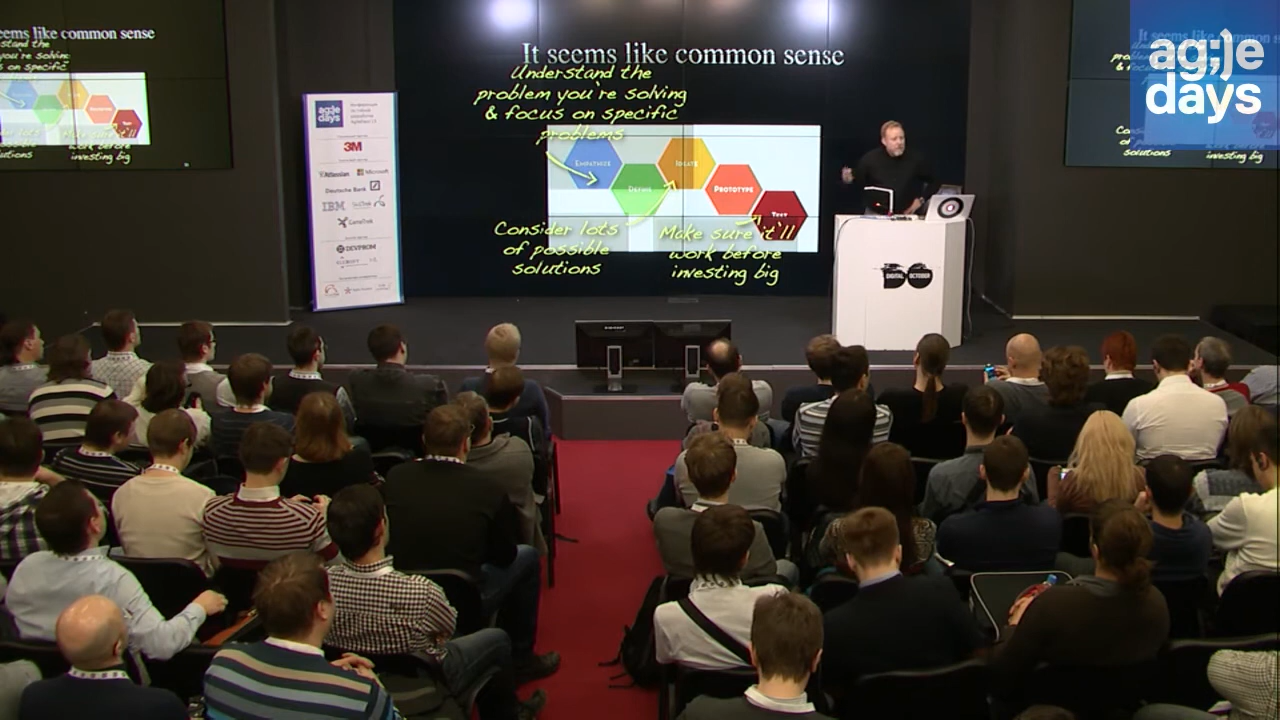 It seems like common sense
Understand the
problem you're solving
& focus on specific
problems
EMPATHIZE
DEFINE
IDEATE
PROTOTYPE
Test
Consider lots
of possible
solutions
Make sure it'll
work before
investing big
ag;le
days
3M
Atlassian
Microsoft
Deutsche Bank
IBM
DEVPROM
DIGITAL
OCTOBER